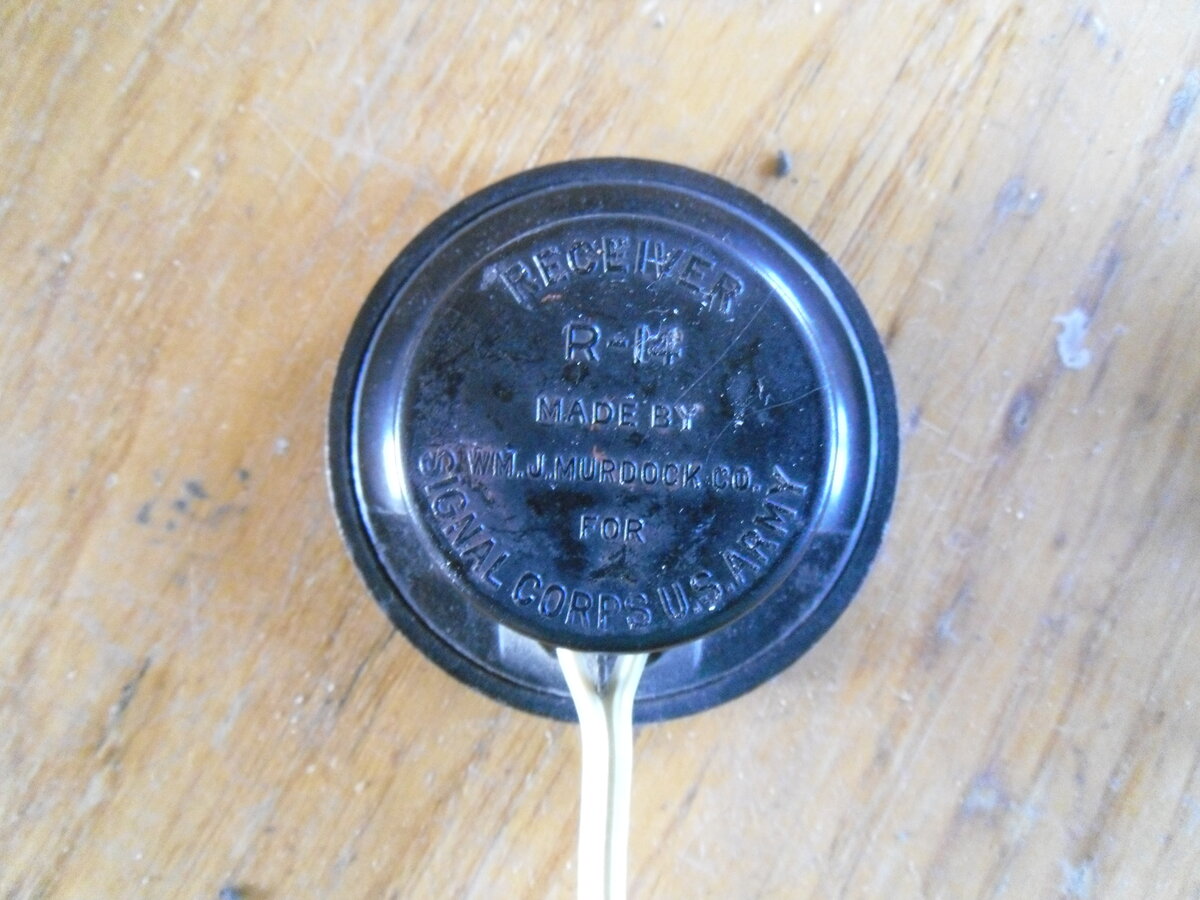 RECEIVER
R-14
MADE BY
WM. J. MURDOCK CO.
FOR
SIGNAL CORPS U.S. ARMY